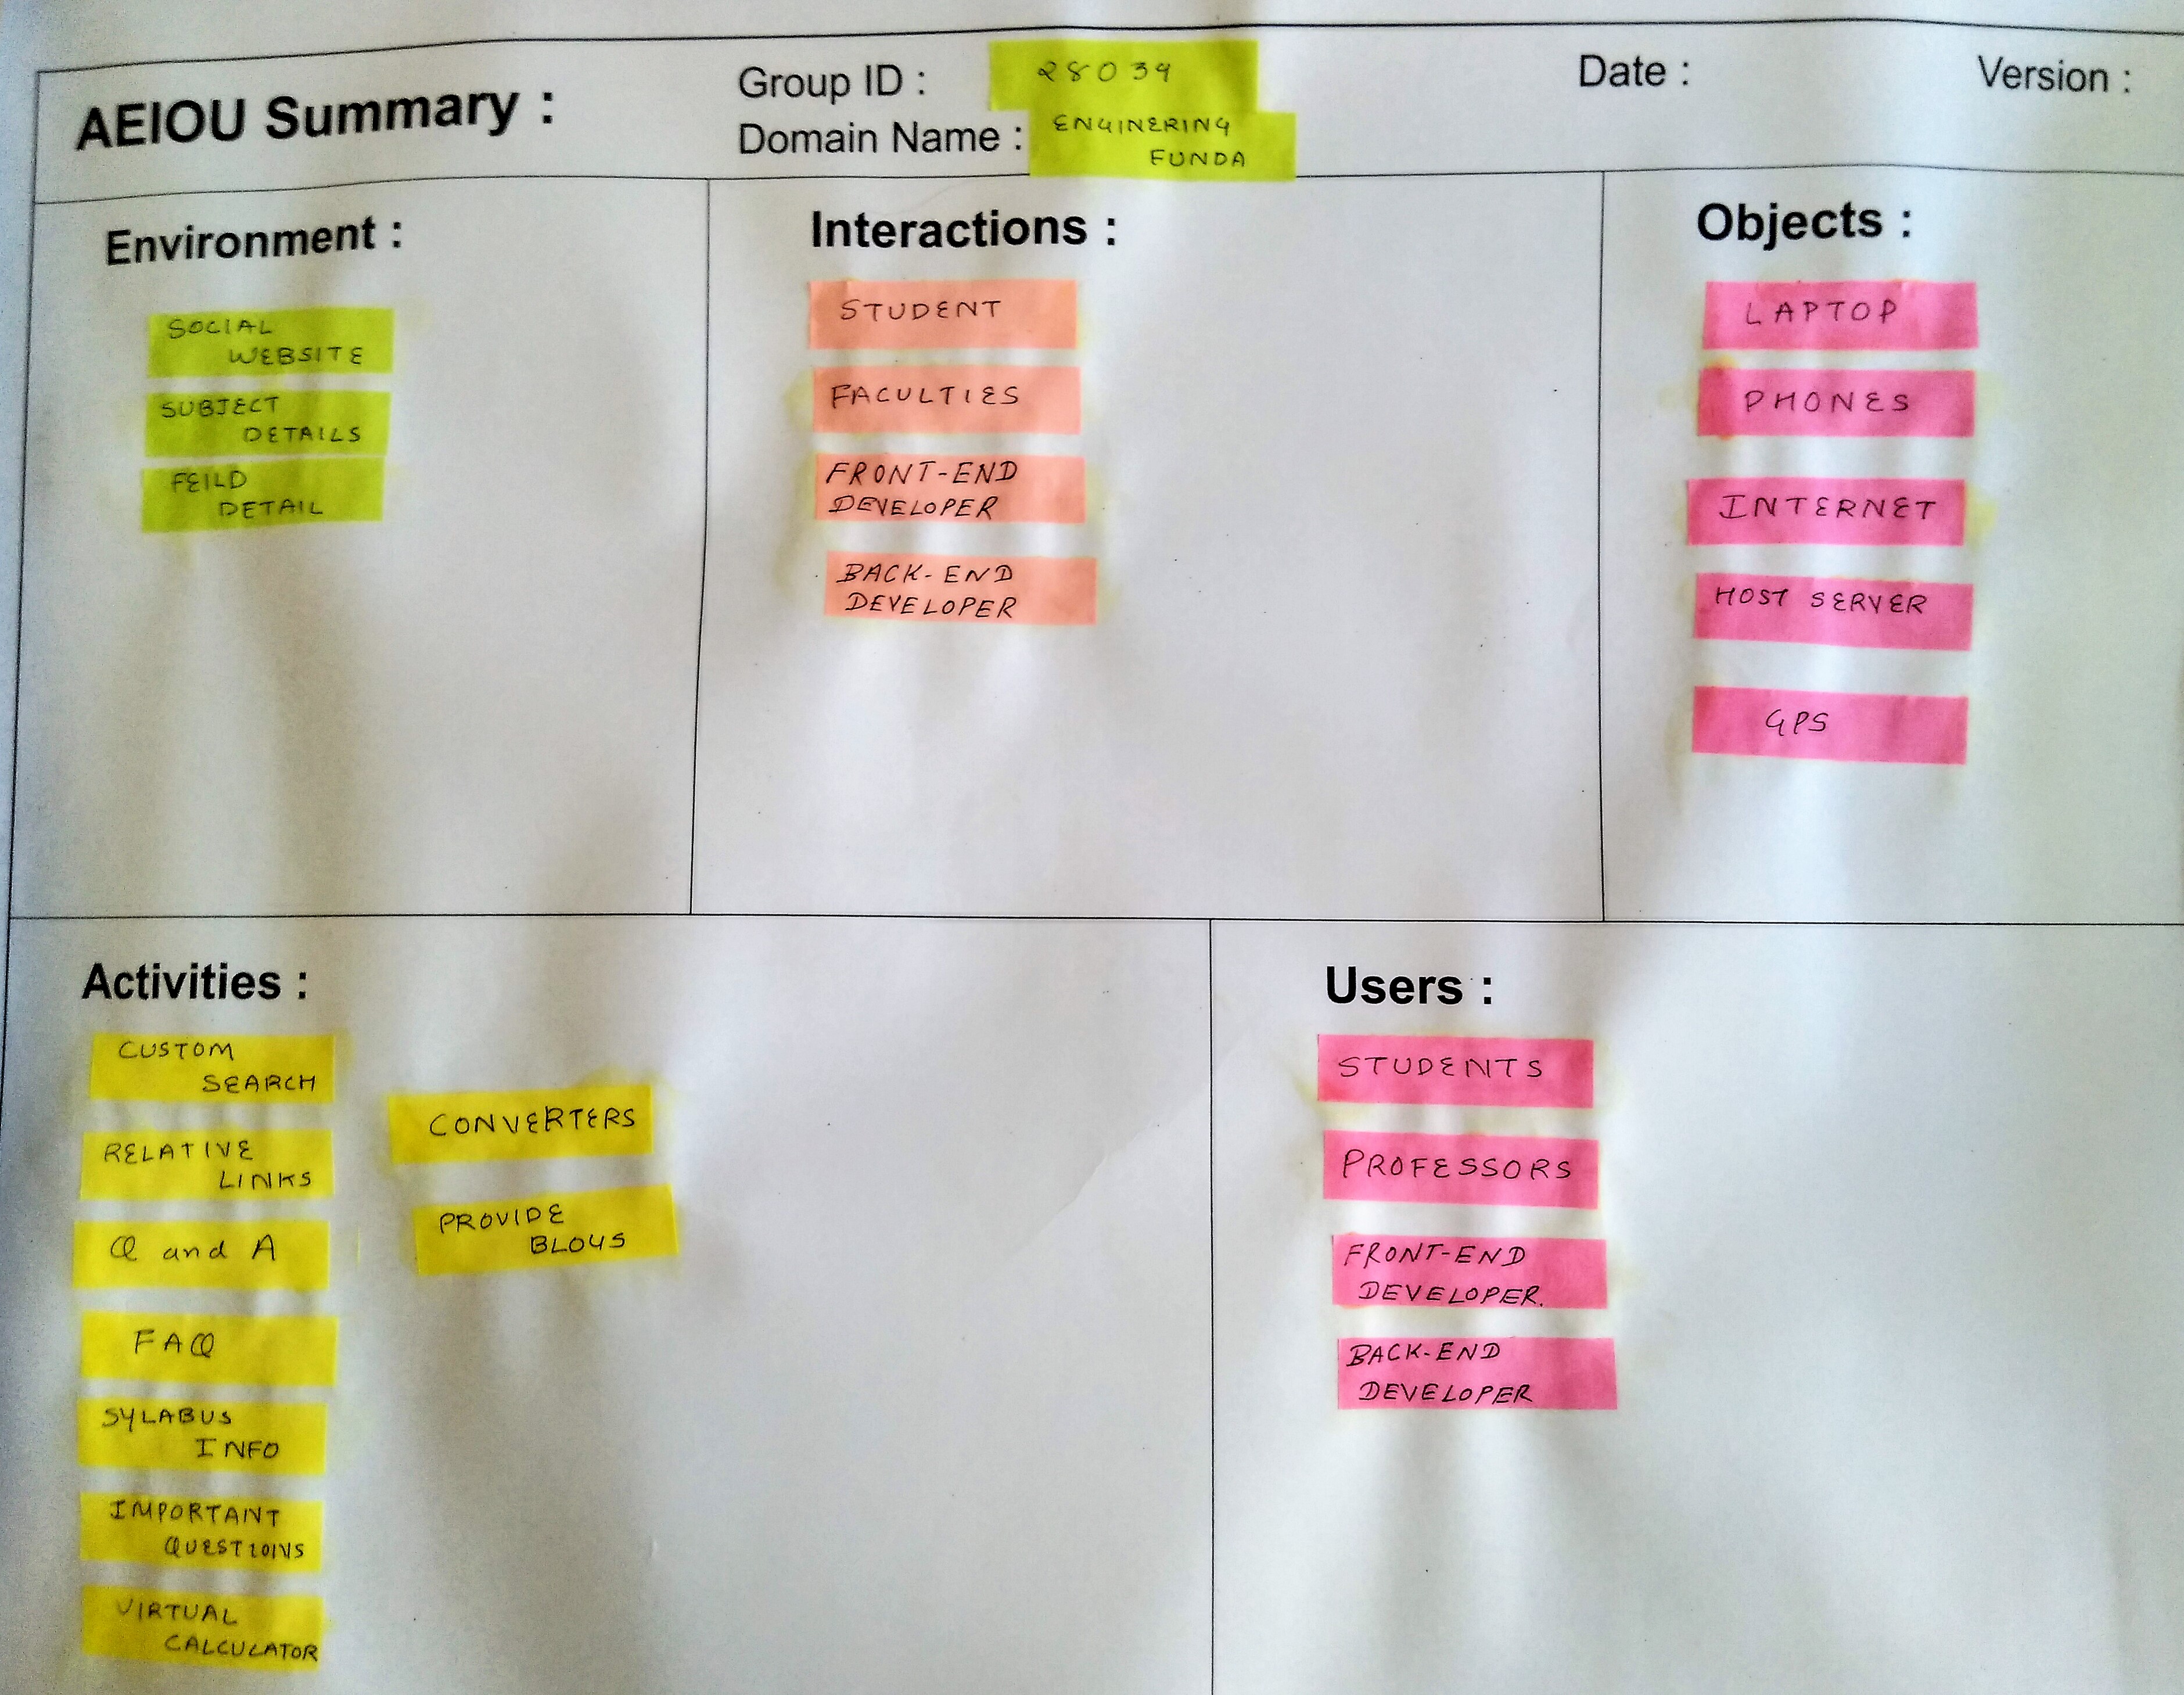 AEIOU Summary :
Group ID : 28034
Domain Name : ENGINERING
FUNDA
Date :
Version :
Environment :
SOCIAL
WEBSITE
SUBJECT
DETAILS
FEILD
DETAIL
Interactions :
STUDENT
FACULTIES
FRONT-END
DEVELOPER
BACK-END
DEVELOPER
Objects :
LAPTOP
PHONES
INTERNET
HOST SERVER
GPS
Activities :
CUSTOM
SEARCH
RELATIVE
LINKS
Q and A
FAQ
SYLABUS
INFO
IMPORTANT
QUESTIONS
VIRTUAL
CALCULATOR
CONVERTERS
PROVIDE
BLOGS
Users :
STUDENTS
PROFESSORS
FRONT-END
DEVELOPER.
BACK-END
DEVELOPER